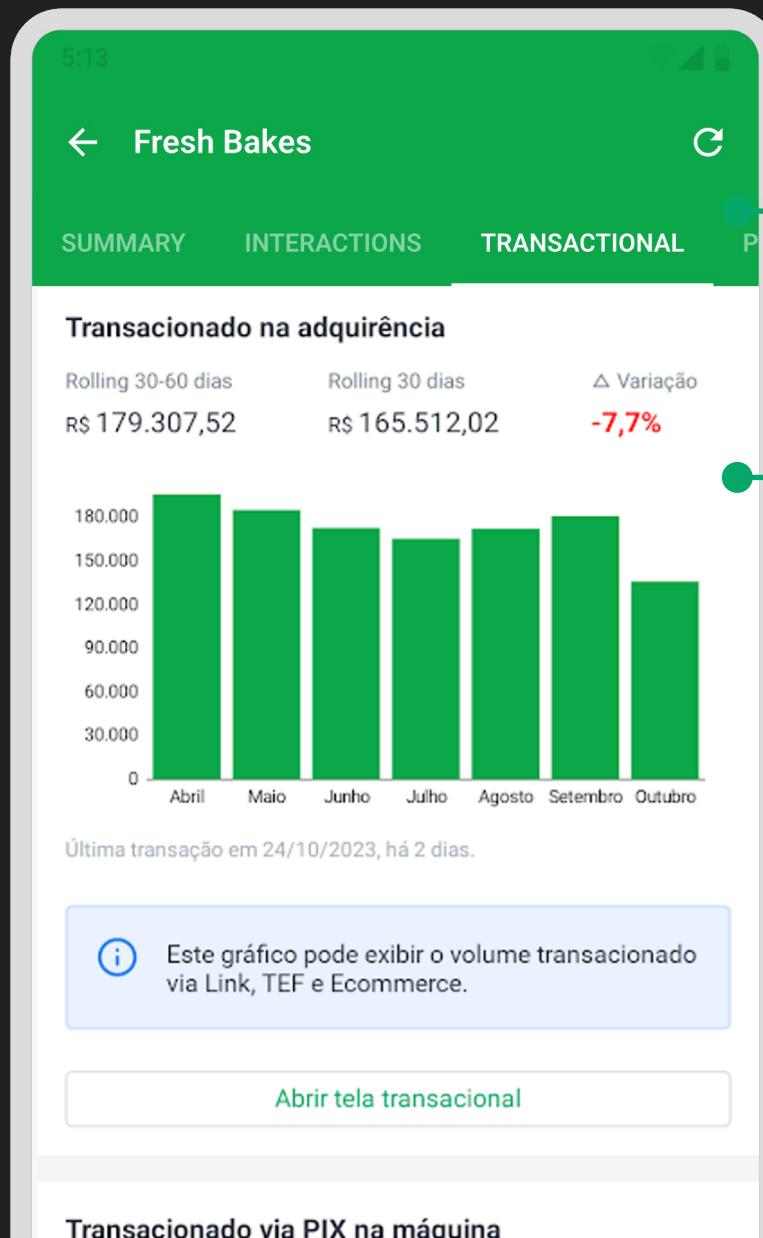 5:13
Fresh Bakes
SUMMARY INTERACTIONS TRANSACTIONAL P
Transacionado na adquirência
Rolling 30-60 dias Rolling 30 dias △ Variação
R$ 179.307,52 R$ 165.512,02 -7,7%
180.000
150.000
120.000
90.000
60.000
30.000
0
Abril Maio Junho Julho Agosto Setembro Outubro
Última transação em 24/10/2023, há 2 dias.
Este gráfico pode exibir o volume transacionado
via Link, TEF e Ecommerce.
Abrir tela transacional
Transacionado via PIX na máquina